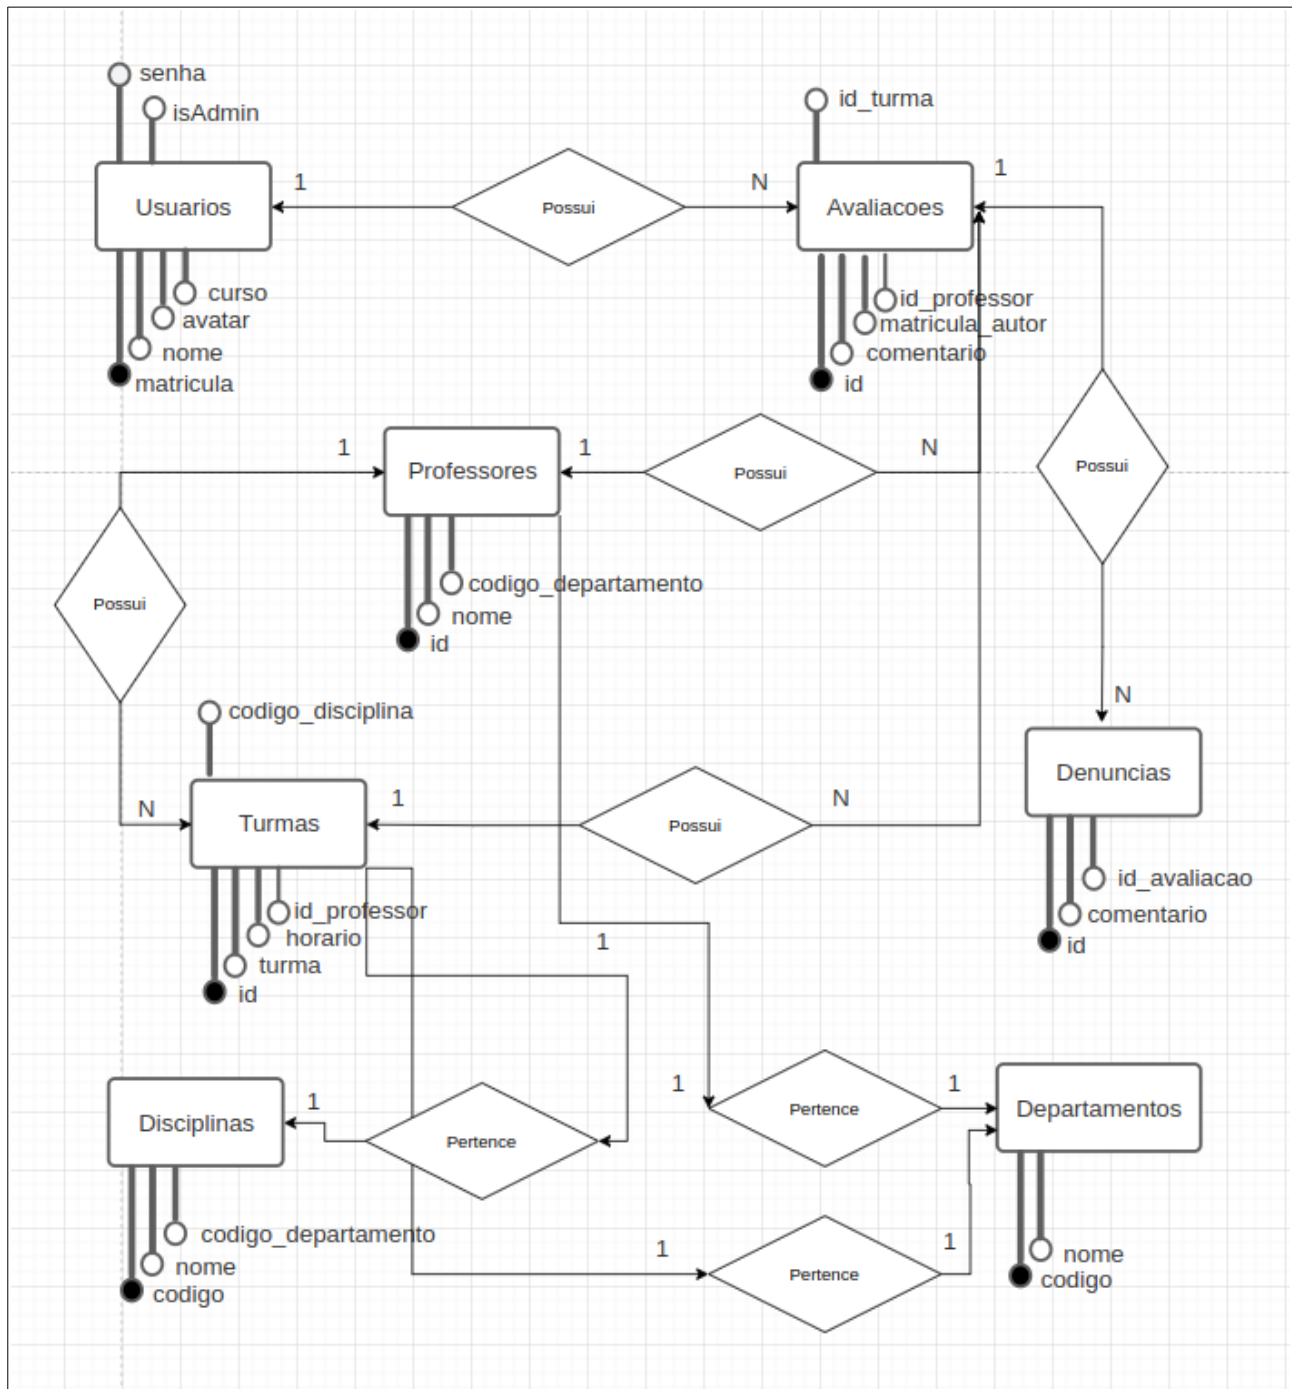 senha
isAdmin
id_turma
1
Usuarios
1
Possui
N
Avaliacoes
curso
avatar
nome
matricula
id_professor
matricula_autor
comentario
id
1
Professores
1
Possui
N
Possui
codigo_departamento
nome
id
Possui
codigo_disciplina
N
N
Turmas
1
Possui
N
Denuncias
id_professor
horario
turma
id
id_avaliacao
comentario
id
1
1
Pertence
1
Departamentos
Disciplinas
1
Pertence
codigo_departamento
nome
codigo
1
Pertence
1
nome
codigo